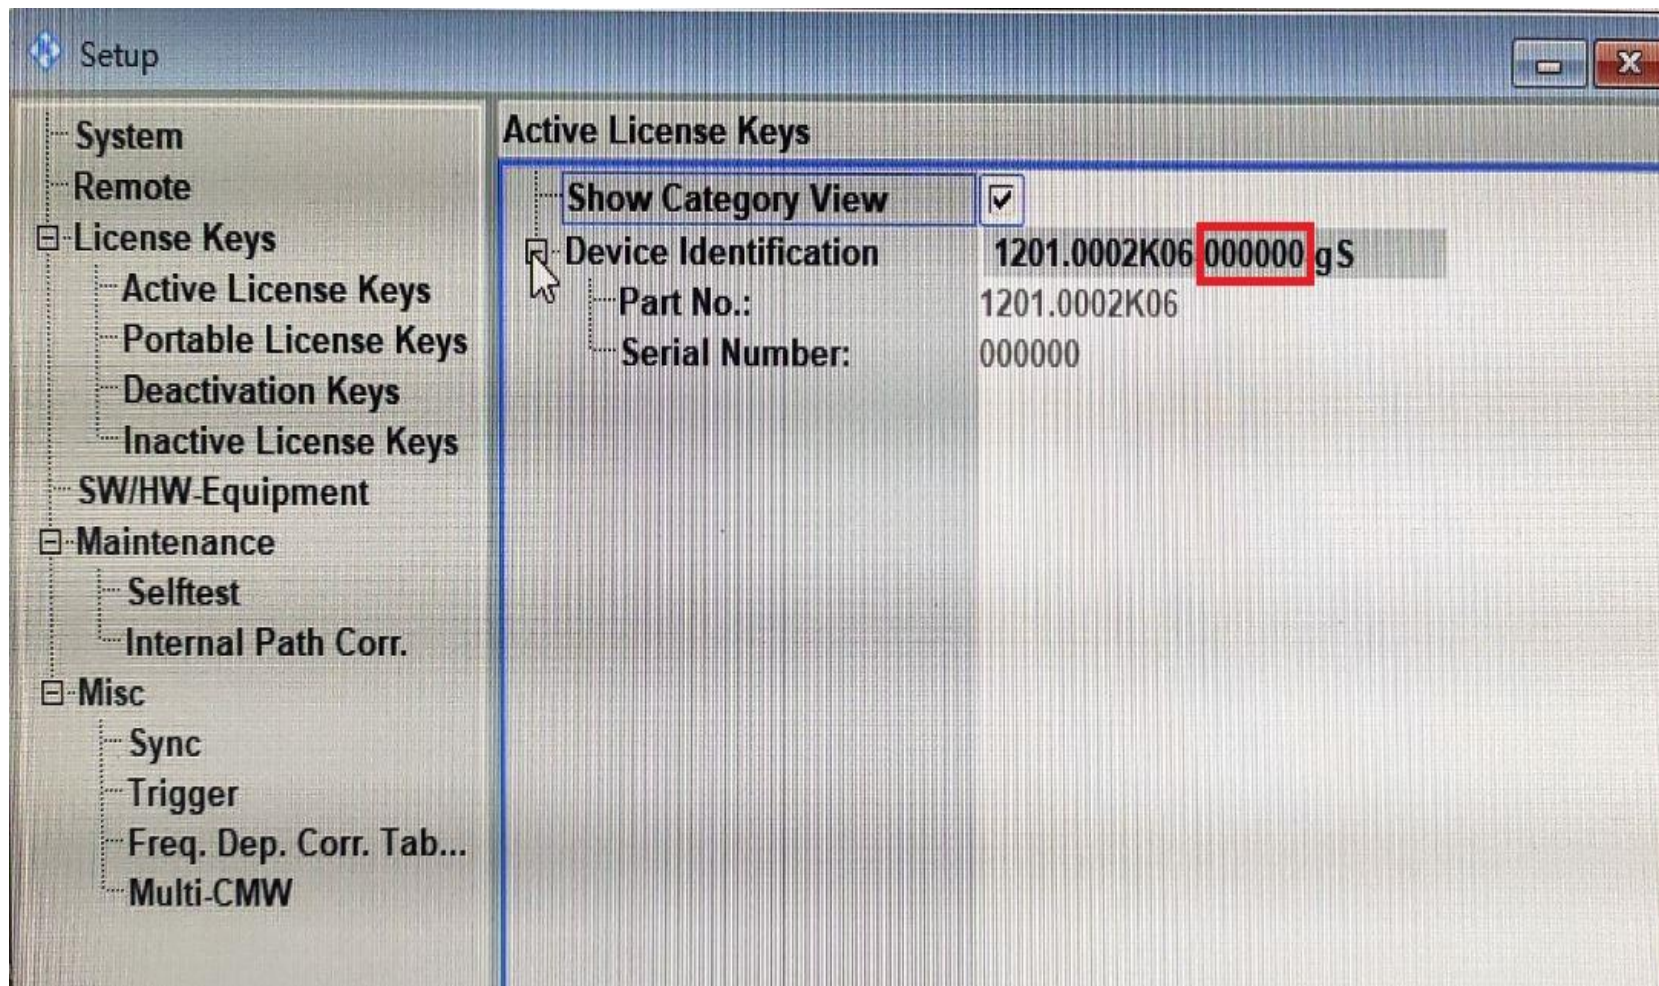 Setup
System
Remote
License Keys
Active License Keys
Portable License Keys
Deactivation Keys
Inactive License Keys
SW/HW-Equipment
Maintenance
Selftest
Internal Path Corr.
Misc
Sync
Trigger
Freq. Dep. Corr. Tab...
Multi-CMW
Active License Keys
Show Category View
Device Identification 1201.0002K06 000000 gS
Part No.: 1201.0002K06
Serial Number: 000000